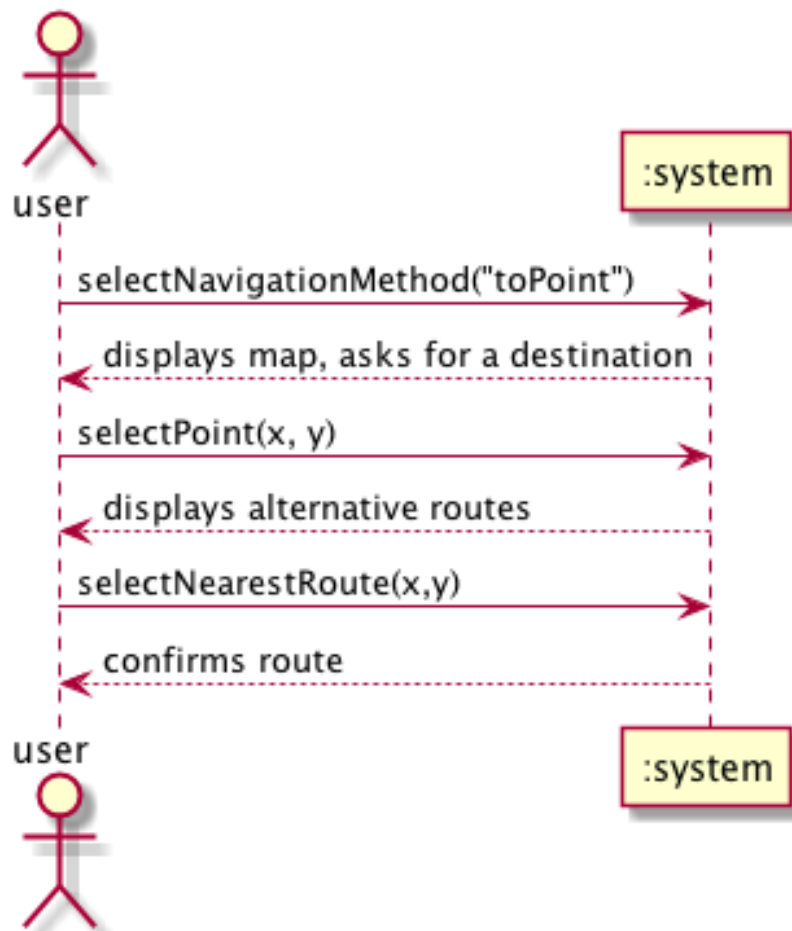 user
:system
selectNavigationMethod("toPoint")
displays map, asks for a destination
selectPoint(x, y)
displays alternative routes
selectNearestRoute(x,y)
confirms route
user
:system